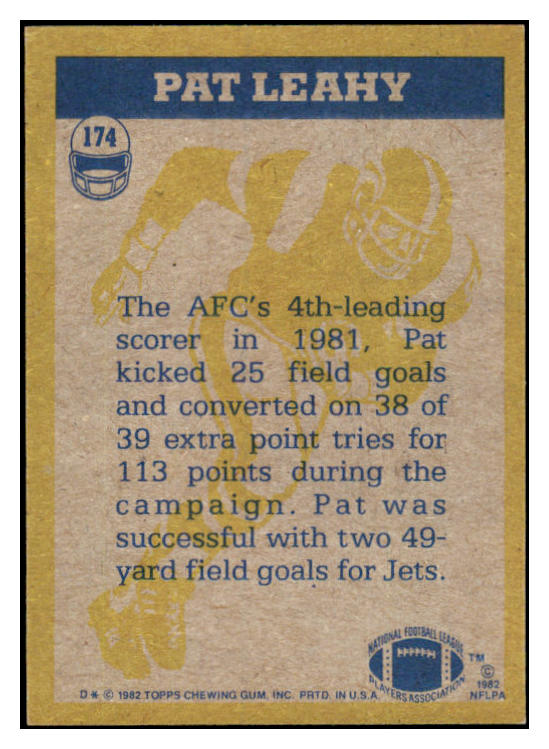 PAT LEAHY
174
The AFC's 4th-leading
scorer in 1981, Pat
kicked 25 field goals
and converted on 38 of
39 extra point tries for
113 points during the
campaign. Pat was
successful with two 49-
yard field goals for Jets.
NATIONAL FOOTBALL LEAGUE
PLAYERS ASSOCIATION
TM
©
1982
NFLPA
D * © 1982 TOPPS CHEWING GUM, INC. PRTD. IN U.S.A.